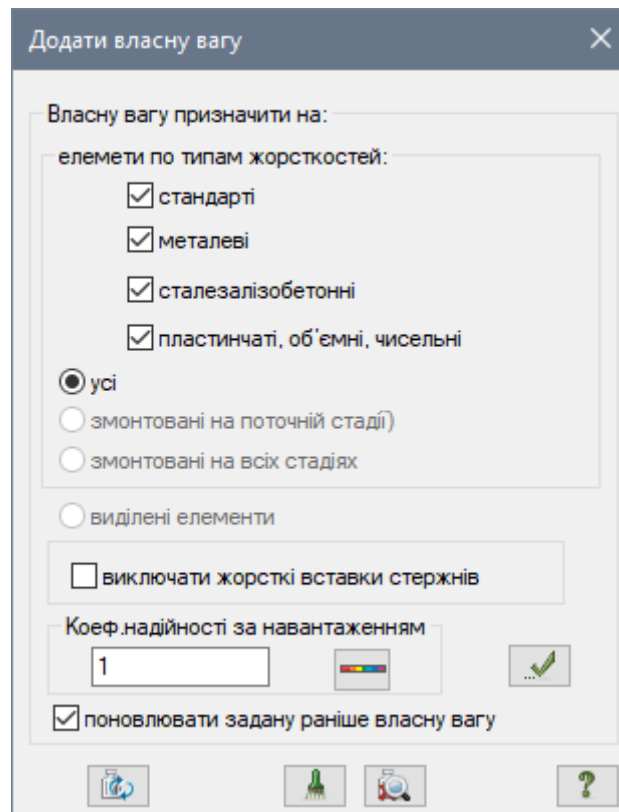 Додати власну вагу
Власну вагу призначити на:
елемети по типам жорсткостей:
стандарті
металеві
сталезалізобетонні
пластинчаті, об'ємні, чисельні
усі
змонтовані на поточній стадії)
змонтовані на всіх стадіях
виділені елементи
виключати жорсткі вставки стержнів
Коеф.надійності за навантаженням
1
поновлювати задану раніше власну вагу